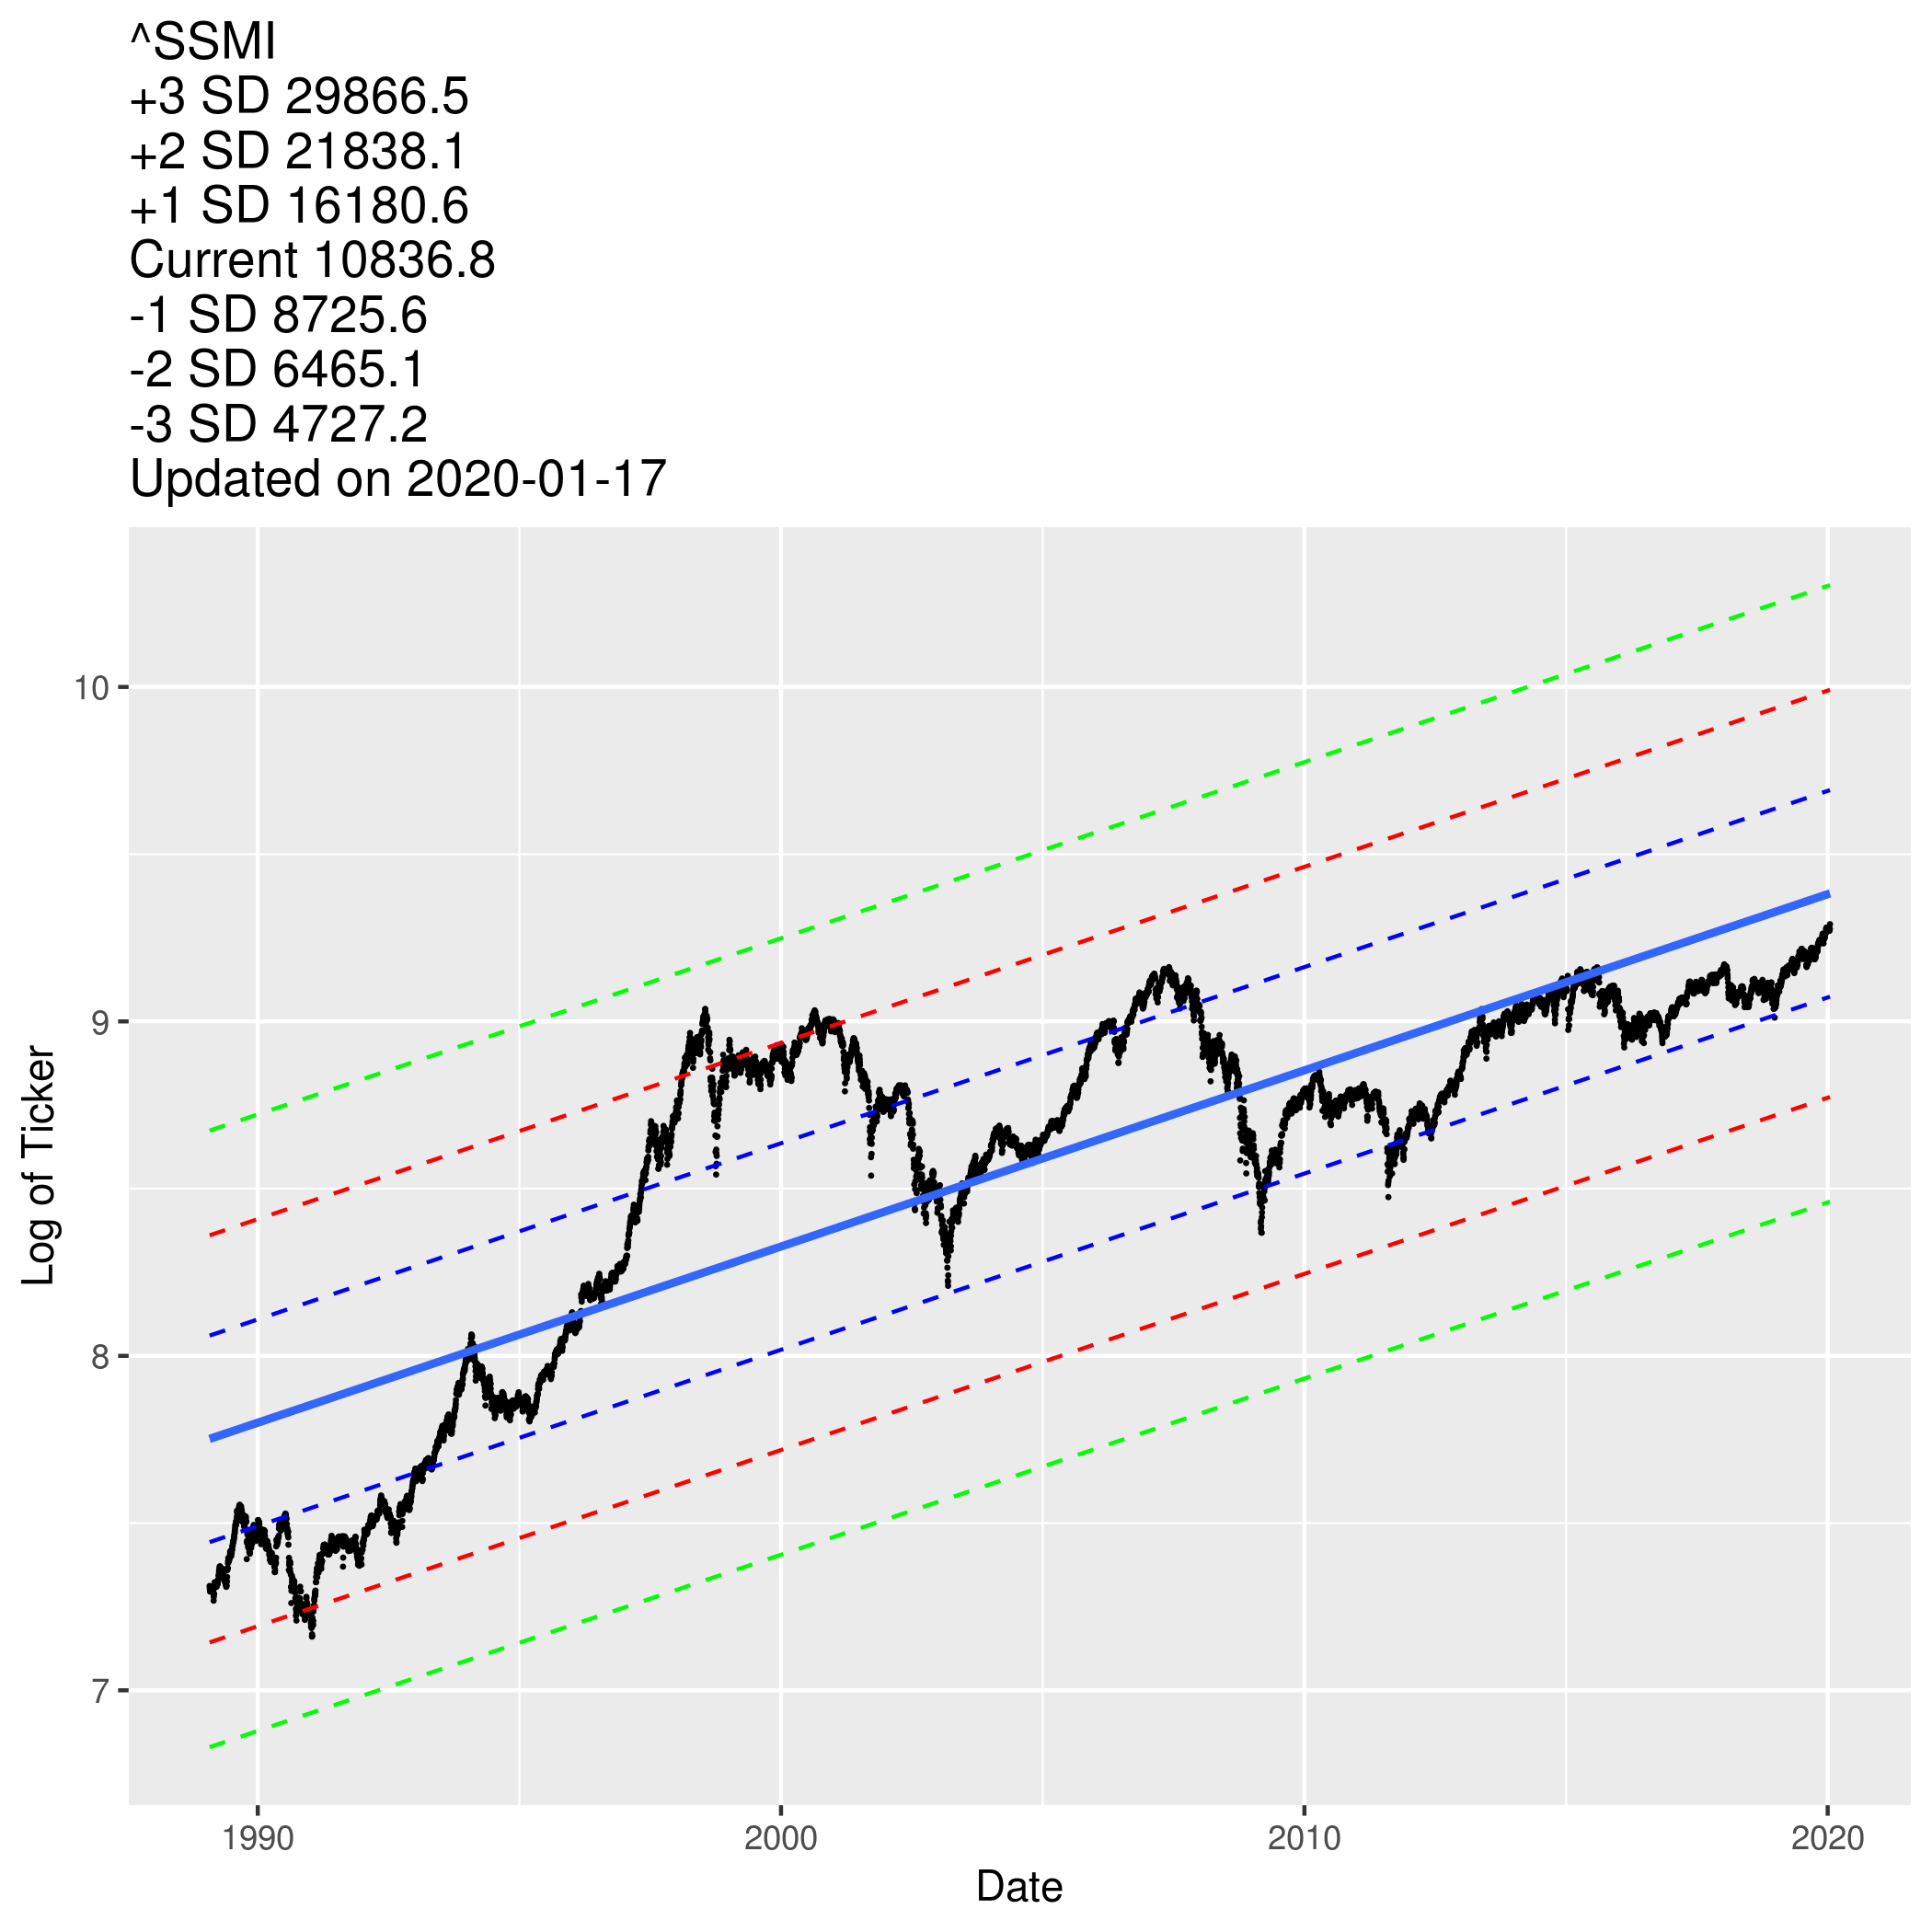 ^SSMI
+3 SD 29866.5
+2 SD 21838.1
+1 SD 16180.6
Current 10836.8
-1 SD 8725.6
-2 SD 6465.1
-3 SD 4727.2
Updated on 2020-01-17
10
9
8
7
Log of Ticker
1990 2000 2010 2020
Date